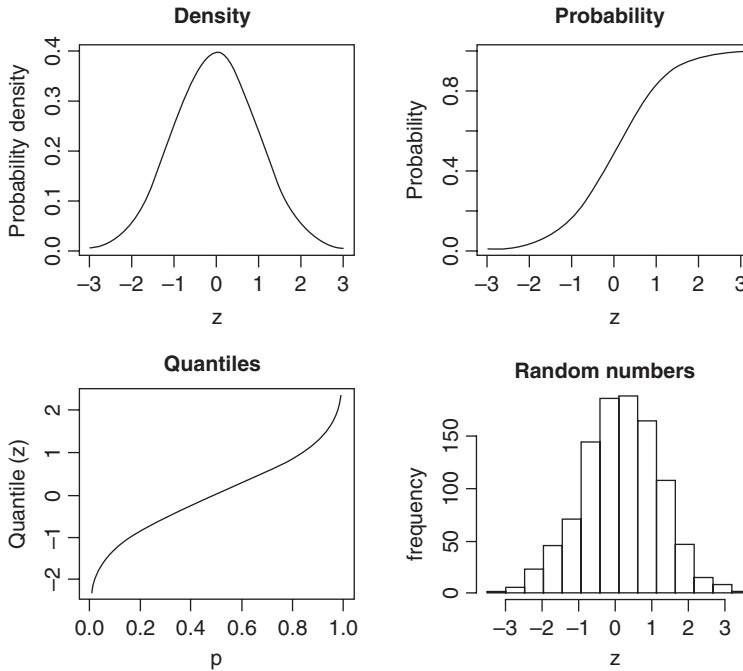 Density
Probability density
0.0 0.1 0.2 0.3 0.4
−3 −2 −1 0 1 2 3
z
Probability
Probability
0.0 0.4 0.8
−3 −2 −1 0 1 2 3
z
Quantiles
Quantile (z)
−2 −1 0 1 2
0.0 0.2 0.4 0.6 0.8 1.0
p
Random numbers
frequency
0 50 100 150
−3 −2 −1 0 1 2 3
z